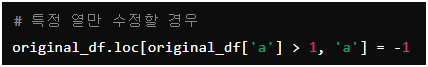 # 특정 열만 수정할 경우
original_df.loc[original_df['a'] > 1, 'a'] = -1